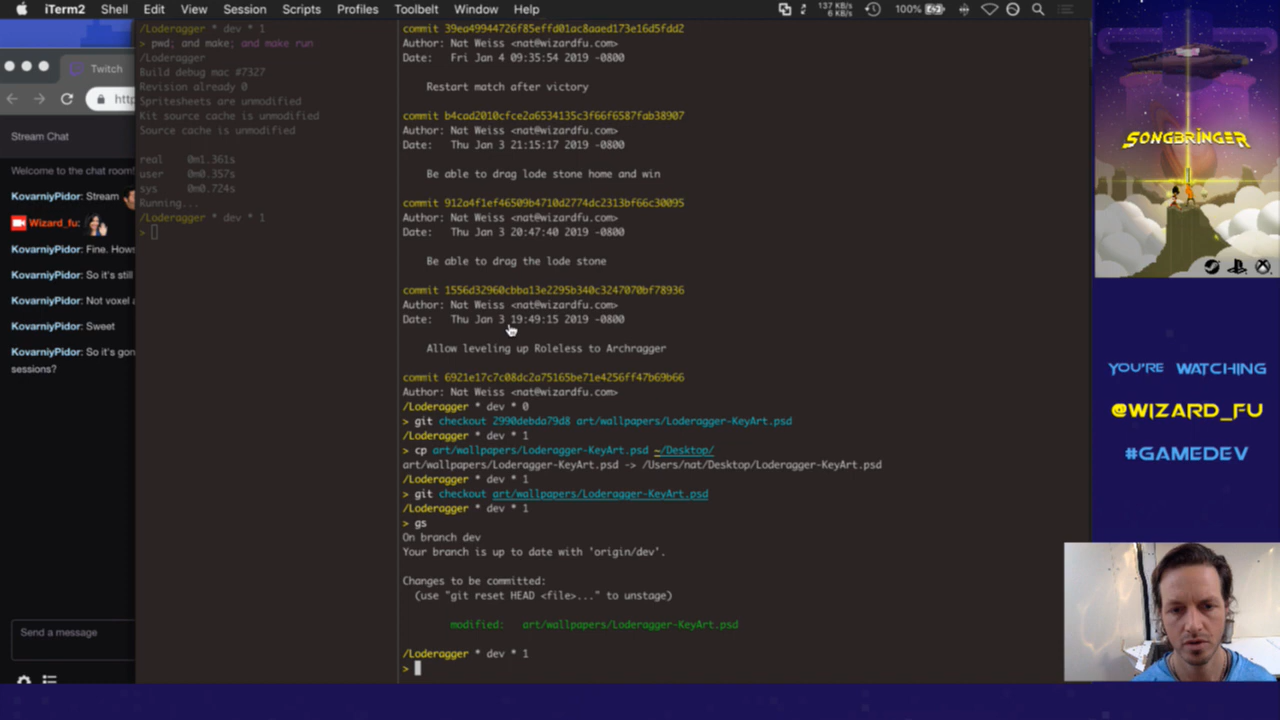 iTerm2 Shell Edit View Session Scripts Profiles Toolbelt Window Help
137 KB/s
6 KB/s
100%
Twitch
http
Stream Chat
Welcome to the chat room!
KovarniyPidor: Stream
Wizard_fu:
KovarniyPidor: Fine. Hows
KovarniyPidor: So it's still
KovarniyPidor: Not voxel a
KovarniyPidor: Sweet
KovarniyPidor: So it's gon
sessions?
Send a message
/Loderagger * dev * 1
> pwd; and make; and make run
/Loderagger
Build debug mac #7327
Revision already 0
Spritesheets are unmodified
Kit source cache is unmodified
Source cache is unmodified
real 0m1.361s
user 0m0.357s
sys 0m0.724s
Running...
/Loderagger * dev * 1
>
commit 39ea49944726f85effd01ac8aaed173e16d5fdd2
Author: Nat Weiss <nat@wizardfu.com>
Date: Fri Jan 4 09:35:54 2019 -0800
Restart match after victory
commit b4cad2010cfce2a6534135c3f66f6587fab38907
Author: Nat Weiss <nat@wizardfu.com>
Date: Thu Jan 3 21:15:17 2019 -0800
Be able to drag lode stone home and win
commit 912a4f1ef46509b4710d2774dc2313bf66c30095
Author: Nat Weiss <nat@wizardfu.com>
Date: Thu Jan 3 20:47:40 2019 -0800
Be able to drag the lode stone
commit 1556d32960cbba13e2295b340c3247070bf78936
Author: Nat Weiss <nat@wizardfu.com>
Date: Thu Jan 3 19:49:15 2019 -0800
Allow leveling up Roleless to Archragger
commit 6921e17c7c08dc2a75165be71e4256ff47b69b66
Author: Nat Weiss <nat@wizardfu.com>
/Loderagger * dev * 0
> git checkout 2990debda79d8 art/wallpapers/Loderagger-KeyArt.psd
/Loderagger * dev * 1
> cp art/wallpapers/Loderagger-KeyArt.psd ~/Desktop/
art/wallpapers/Loderagger-KeyArt.psd -> /Users/nat/Desktop/Loderagger-KeyArt.psd
/Loderagger * dev * 1
> git checkout art/wallpapers/Loderagger-KeyArt.psd
/Loderagger * dev * 1
> gs
On branch dev
Your branch is up to date with 'origin/dev'.
Changes to be committed:
(use "git reset HEAD <file>..." to unstage)
modified: art/wallpapers/Loderagger-KeyArt.psd
/Loderagger * dev * 1
>
SONGBRINGER
YOU'RE WATCHING
@WIZARD_FU
#GAMEDEV